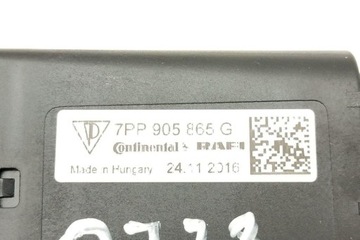 7PP 905 865 G
Continental RAFI
Made in Hungary 24.11.2016